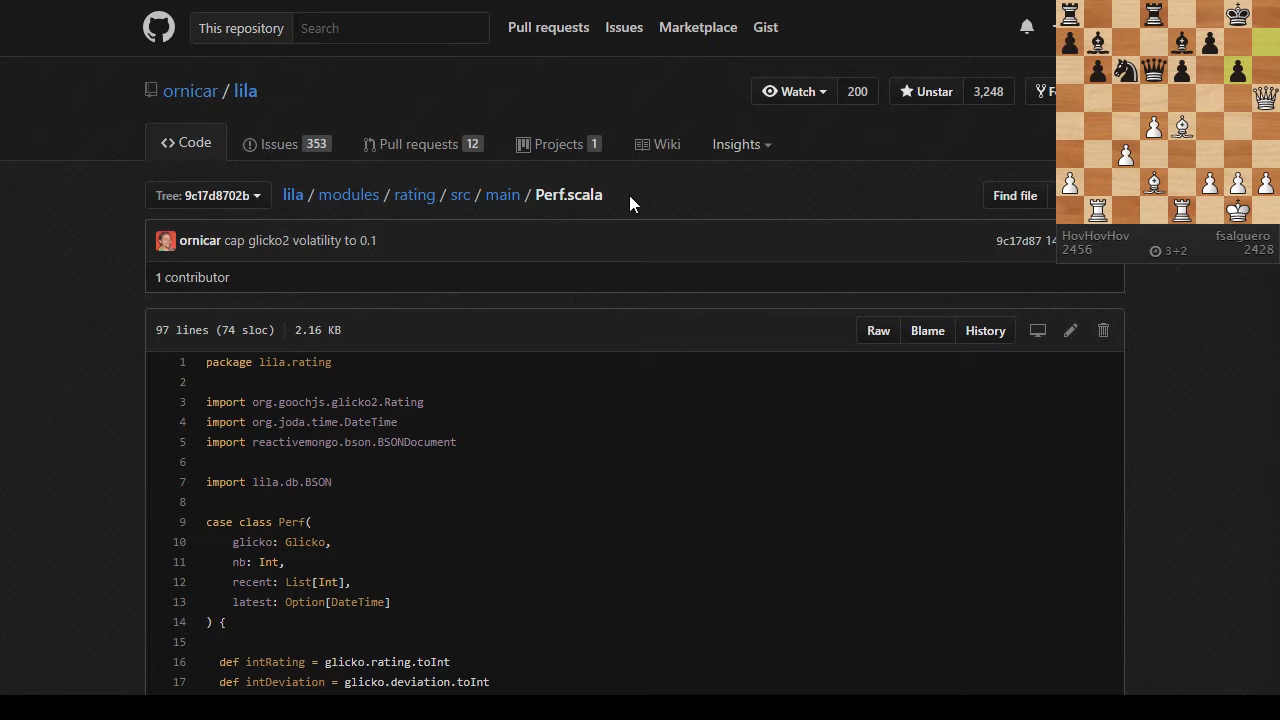 This repository
Search
Pull requests Issues Marketplace Gist
ornicar / lila
Watch 200
Unstar 3,248
Code
Issues 353
Pull requests 12
Projects 1
Wiki
Insights
Tree: 9c17d8702b
lila / modules / rating / src / main / Perf.scala
Find file
ornicar cap glicko2 volatility to 0.1
9c17d87
1 contributor
HovHovHov
2456
3+2
fsalguero
2428
97 lines (74 sloc) 2.16 KB
Raw Blame History
1 package lila.rating
2
3 import org.goochjs.glicko2.Rating
4 import org.joda.time.DateTime
5 import reactivemongo.bson.BSONDocument
6
7 import lila.db.BSON
8
9 case class Perf(
10 glicko: Glicko,
11 nb: Int,
12 recent: List[Int],
13 latest: Option[DateTime]
14 ) {
15
16 def intRating = glicko.rating.toInt
17 def intDeviation = glicko.deviation.toInt